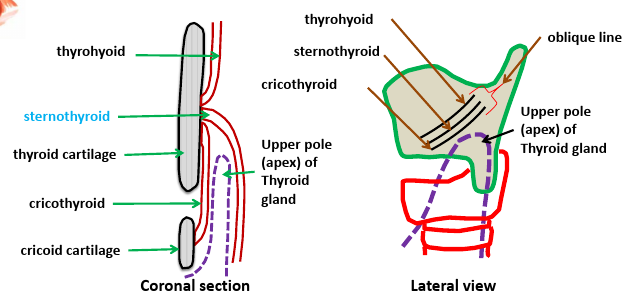 thyrohyoid
sternothyroid
thyroid cartilage
cricothyroid
cricoid cartilage
Upper pole
(apex) of
Thyroid
gland
Coronal section
thyrohyoid
sternothyroid
cricothyroid
oblique line
Upper pole
(apex) of
Thyroid gland
Lateral view